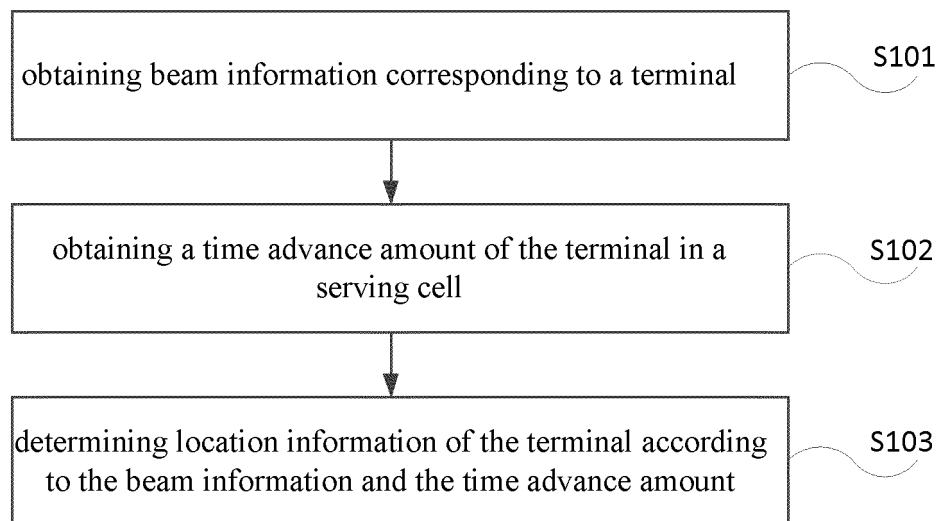 obtaining beam information corresponding to a terminal
S101
obtaining a time advance amount of the terminal in a
serving cell
S102
determining location information of the terminal according
to the beam information and the time advance amount
S103